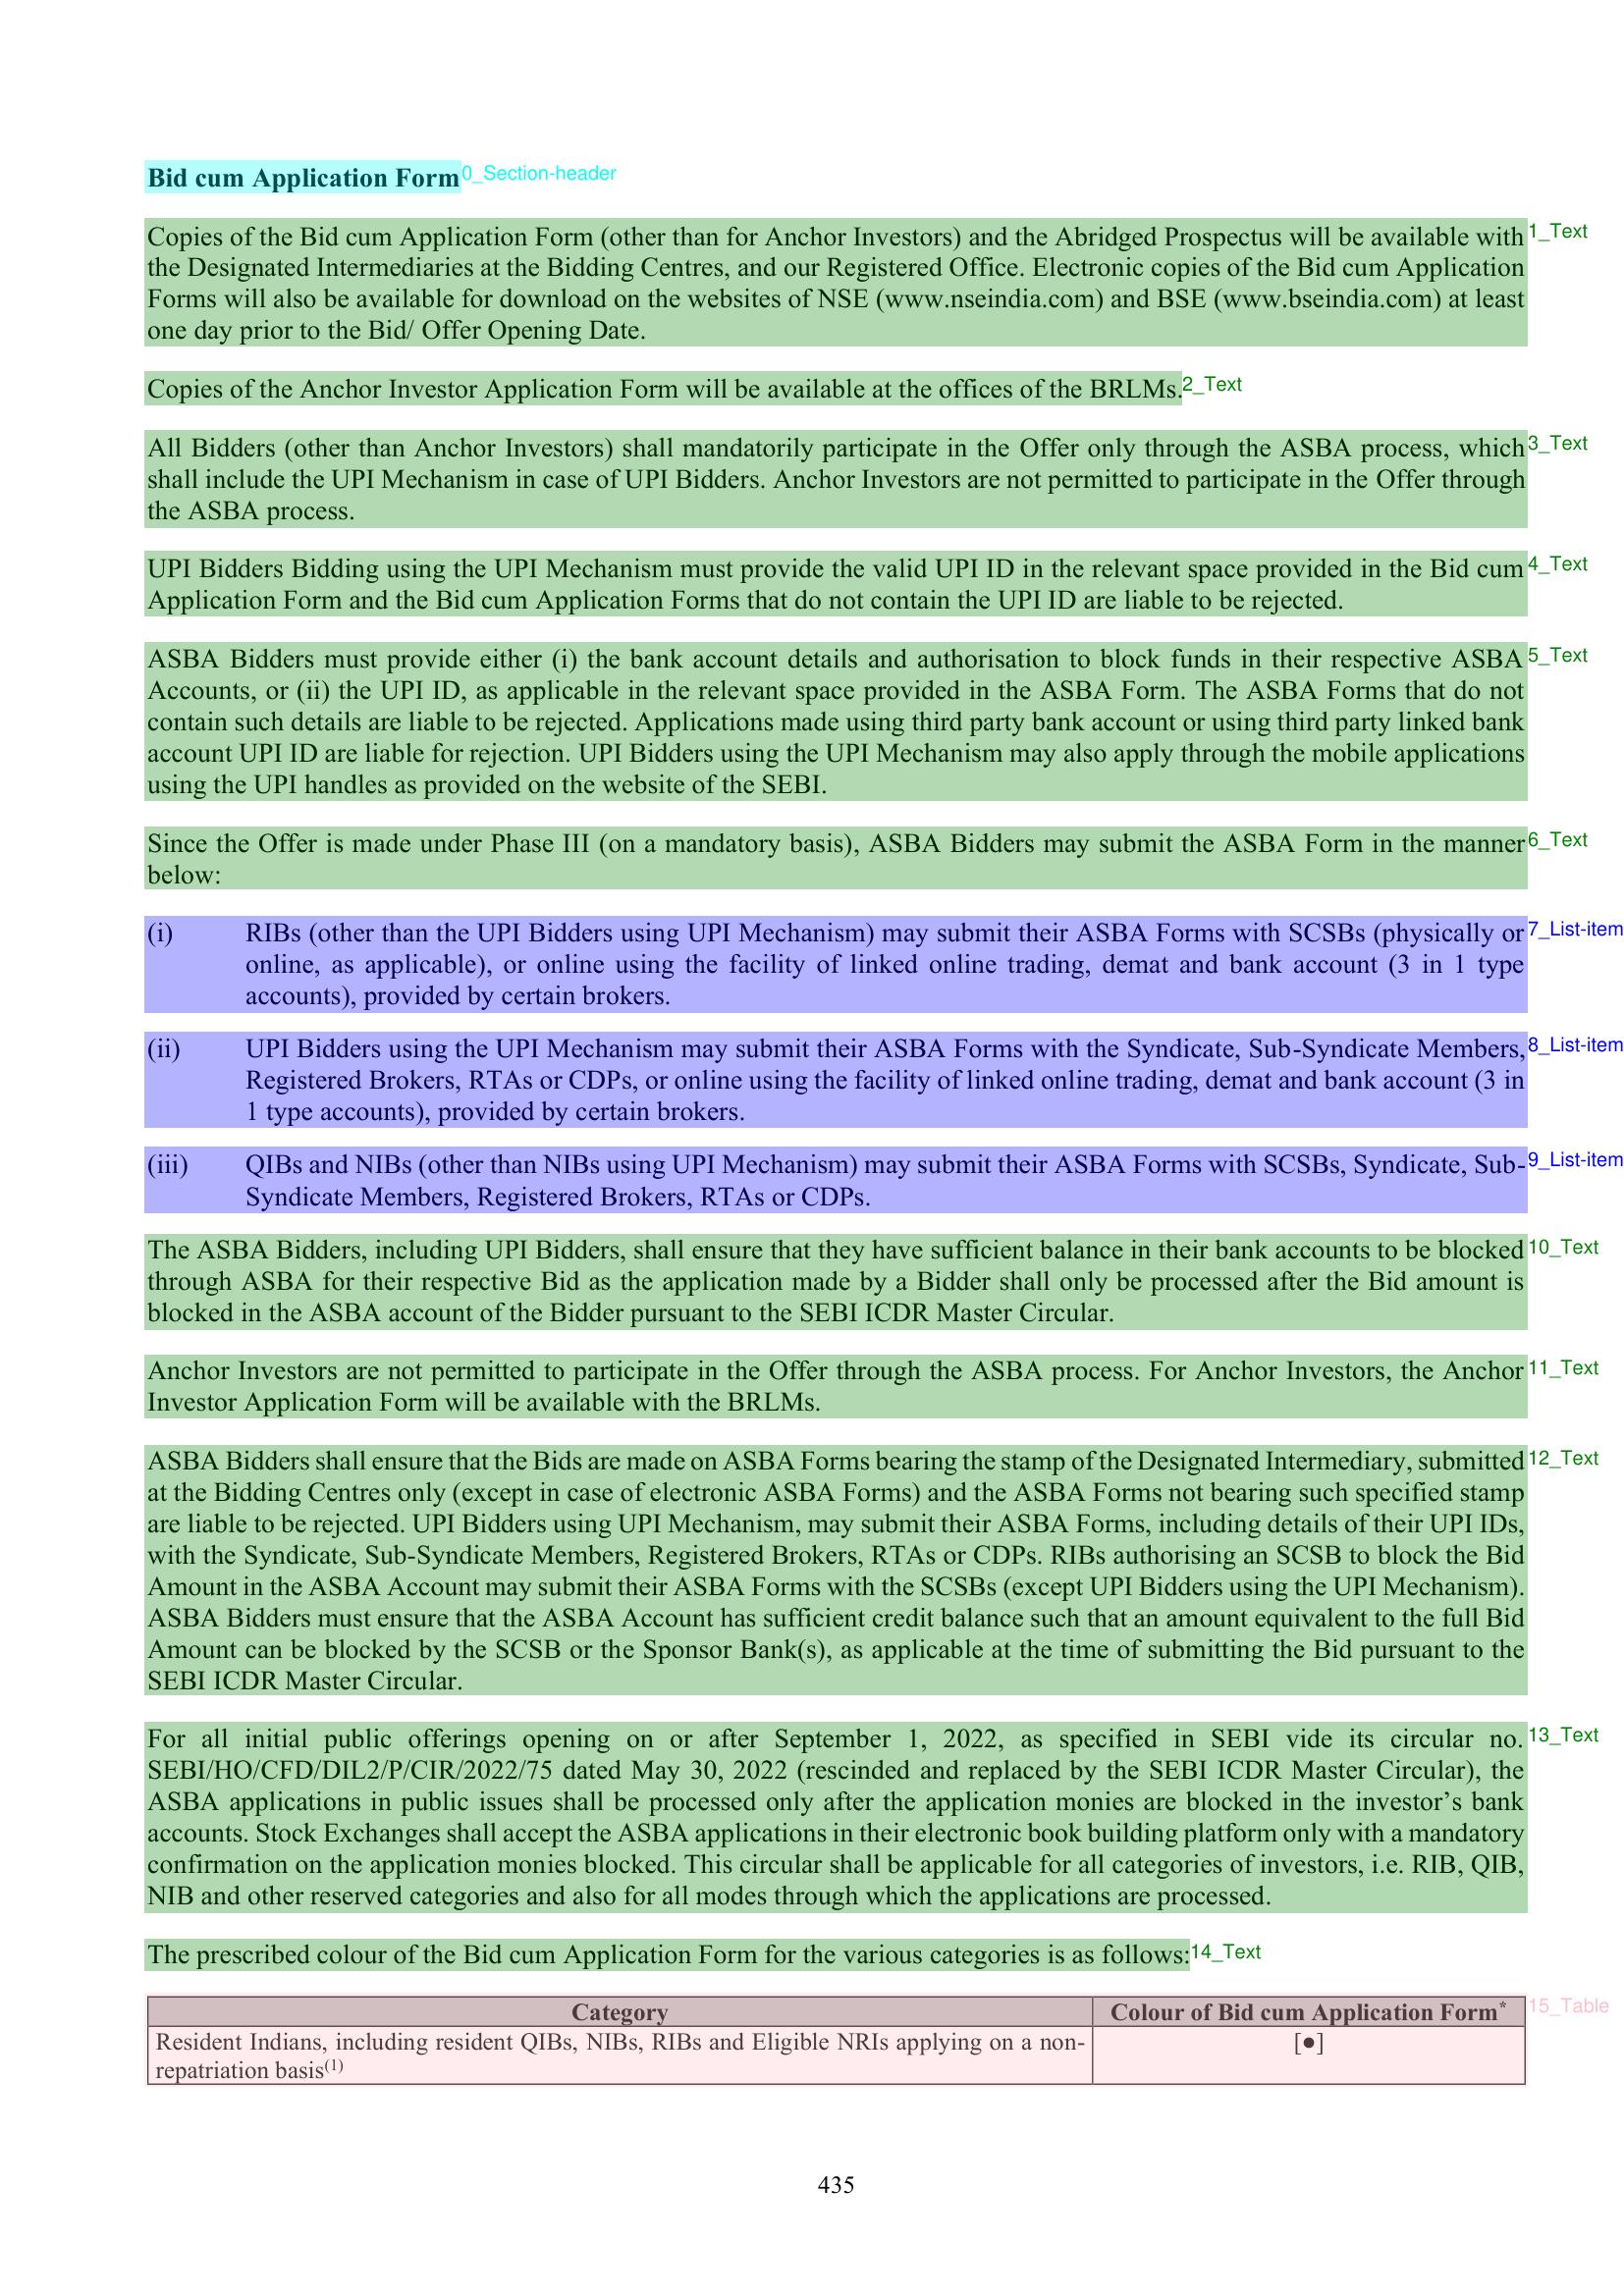 Bid cum Application Form
0_Section-header
Copies of the Bid cum Application Form (other than for Anchor Investors) and the Abridged Prospectus will be available with
1_Text
the Designated Intermediaries at the Bidding Centres, and our Registered Office. Electronic copies of the Bid cum Application
Forms will also be available for download on the websites of NSE (www.nseindia.com) and BSE (www.bseindia.com) at least
one day prior to the Bid/ Offer Opening Date.
Copies of the Anchor Investor Application Form will be available at the offices of the BRLMs.
2_Text
All Bidders (other than Anchor Investors) shall mandatorily participate in the Offer only through the ASBA process, which
3_Text
shall include the UPI Mechanism in case of UPI Bidders. Anchor Investors are not permitted to participate in the Offer through
the ASBA process.
UPI Bidders Bidding using the UPI Mechanism must provide the valid UPI ID in the relevant space provided in the Bid cum
4_Text
Application Form and the Bid cum Application Forms that do not contain the UPI ID are liable to be rejected.
ASBA Bidders must provide either (i) the bank account details and authorisation to block funds in their respective ASBA
5_Text
Accounts, or (ii) the UPI ID, as applicable in the relevant space provided in the ASBA Form. The ASBA Forms that do not
contain such details are liable to be rejected. Applications made using third party bank account or using third party linked bank
account UPI ID are liable for rejection. UPI Bidders using the UPI Mechanism may also apply through the mobile applications
using the UPI handles as provided on the website of the SEBI.
Since the Offer is made under Phase III (on a mandatory basis), ASBA Bidders may submit the ASBA Form in the manner
6_Text
below:
(i) RIBs (other than the UPI Bidders using UPI Mechanism) may submit their ASBA Forms with SCSBs (physically or
7_List-item
online, as applicable), or online using the facility of linked online trading, demat and bank account (3 in 1 type
accounts), provided by certain brokers.
(ii) UPI Bidders using the UPI Mechanism may submit their ASBA Forms with the Syndicate, Sub-Syndicate Members,
8_List-item
Registered Brokers, RTAs or CDPs, or online using the facility of linked online trading, demat and bank account (3 in
1 type accounts), provided by certain brokers.
(iii) QIBs and NIBs (other than NIBs using UPI Mechanism) may submit their ASBA Forms with SCSBs, Syndicate, Sub-
9_List-item
Syndicate Members, Registered Brokers, RTAs or CDPs.
The ASBA Bidders, including UPI Bidders, shall ensure that they have sufficient balance in their bank accounts to be blocked
10_Text
through ASBA for their respective Bid as the application made by a Bidder shall only be processed after the Bid amount is
blocked in the ASBA account of the Bidder pursuant to the SEBI ICDR Master Circular.
Anchor Investors are not permitted to participate in the Offer through the ASBA process. For Anchor Investors, the Anchor
11_Text
Investor Application Form will be available with the BRLMs.
ASBA Bidders shall ensure that the Bids are made on ASBA Forms bearing the stamp of the Designated Intermediary, submitted
12_Text
at the Bidding Centres only (except in case of electronic ASBA Forms) and the ASBA Forms not bearing such specified stamp
are liable to be rejected. UPI Bidders using UPI Mechanism, may submit their ASBA Forms, including details of their UPI IDs,
with the Syndicate, Sub-Syndicate Members, Registered Brokers, RTAs or CDPs. RIBs authorising an SCSB to block the Bid
Amount in the ASBA Account may submit their ASBA Forms with the SCSBs (except UPI Bidders using the UPI Mechanism).
ASBA Bidders must ensure that the ASBA Account has sufficient credit balance such that an amount equivalent to the full Bid
Amount can be blocked by the SCSB or the Sponsor Bank(s), as applicable at the time of submitting the Bid pursuant to the
SEBI ICDR Master Circular.
For all initial public offerings opening on or after September 1, 2022, as specified in SEBI vide its circular no.
13_Text
SEBI/HO/CFD/DIL2/P/CIR/2022/75 dated May 30, 2022 (rescinded and replaced by the SEBI ICDR Master Circular), the
ASBA applications in public issues shall be processed only after the application monies are blocked in the investor’s bank
accounts. Stock Exchanges shall accept the ASBA applications in their electronic book building platform only with a mandatory
confirmation on the application monies blocked. This circular shall be applicable for all categories of investors, i.e. RIB, QIB,
NIB and other reserved categories and also for all modes through which the applications are processed.
The prescribed colour of the Bid cum Application Form for the various categories is as follows:
14_Text
Category Colour of Bid cum Application Form*
15_Table
Resident Indians, including resident QIBs, NIBs, RIBs and Eligible NRIs applying on a non- [●]
repatriation basis(1)
435